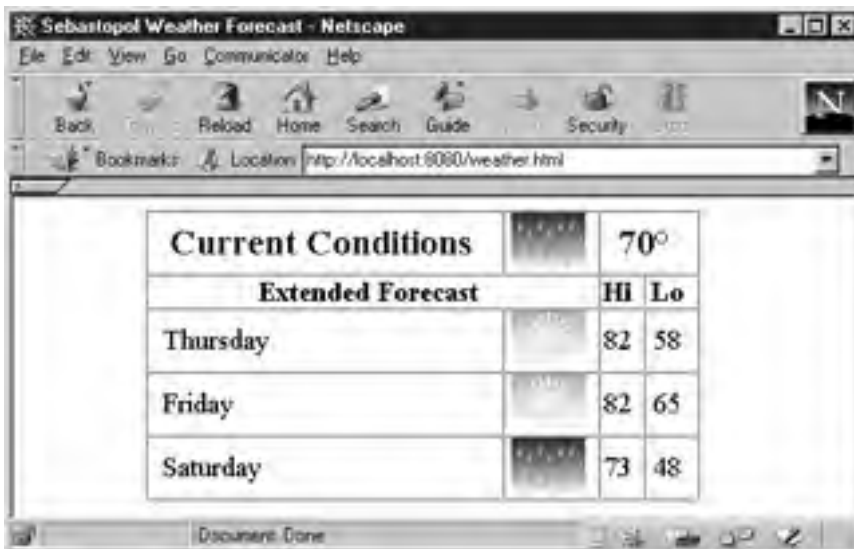 Sebastopol Weather Forecast - Netscape
File Edit View Go Communicator Help
Back Reload Home Search Guide Security
Bookmarks Location http://localhost:8080/weather.html
N
Current Conditions 70°
Extended Forecast Hi Lo
Thursday 82 58
Friday 82 65
Saturday 73 48
Document: Done